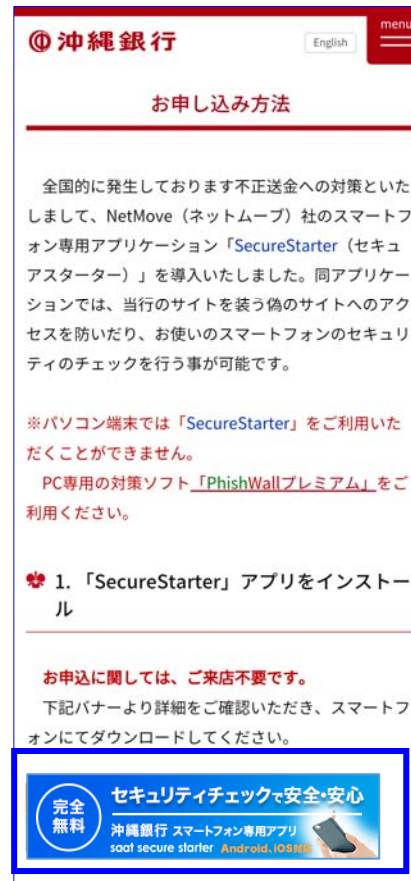 沖縄銀行
English
menu
お申し込み方法
全国的に発生しております不正送金への対策といた
しまして、NetMove（ネットムーブ）社のスマートフ
ォン専用アプリケーション「SecureStarter（セキュ
アスターター）」を導入いたしました。同アプリケー
ションでは、当行のサイトを装う偽のサイトへのアク
セスを防いだり、お使いのスマートフォンのセキュリ
ティのチェックを行う事が可能です。
※パソコン端末では「SecureStarter」をご利用いた
だくことができません。
PC専用の対策ソフト「PhishWallプレミアム」をご
利用ください。
1. 「SecureStarter」アプリをインストー
ル
お申込に関しては、ご来店不要です。
下記バナーより詳細をご確認いただき、スマートフ
ォンにてダウンロードしてください。
完全
無料
セキュリティチェックで安全・安心
沖縄銀行 スマートフォン専用アプリ
saat secure starter Android、iOS対応